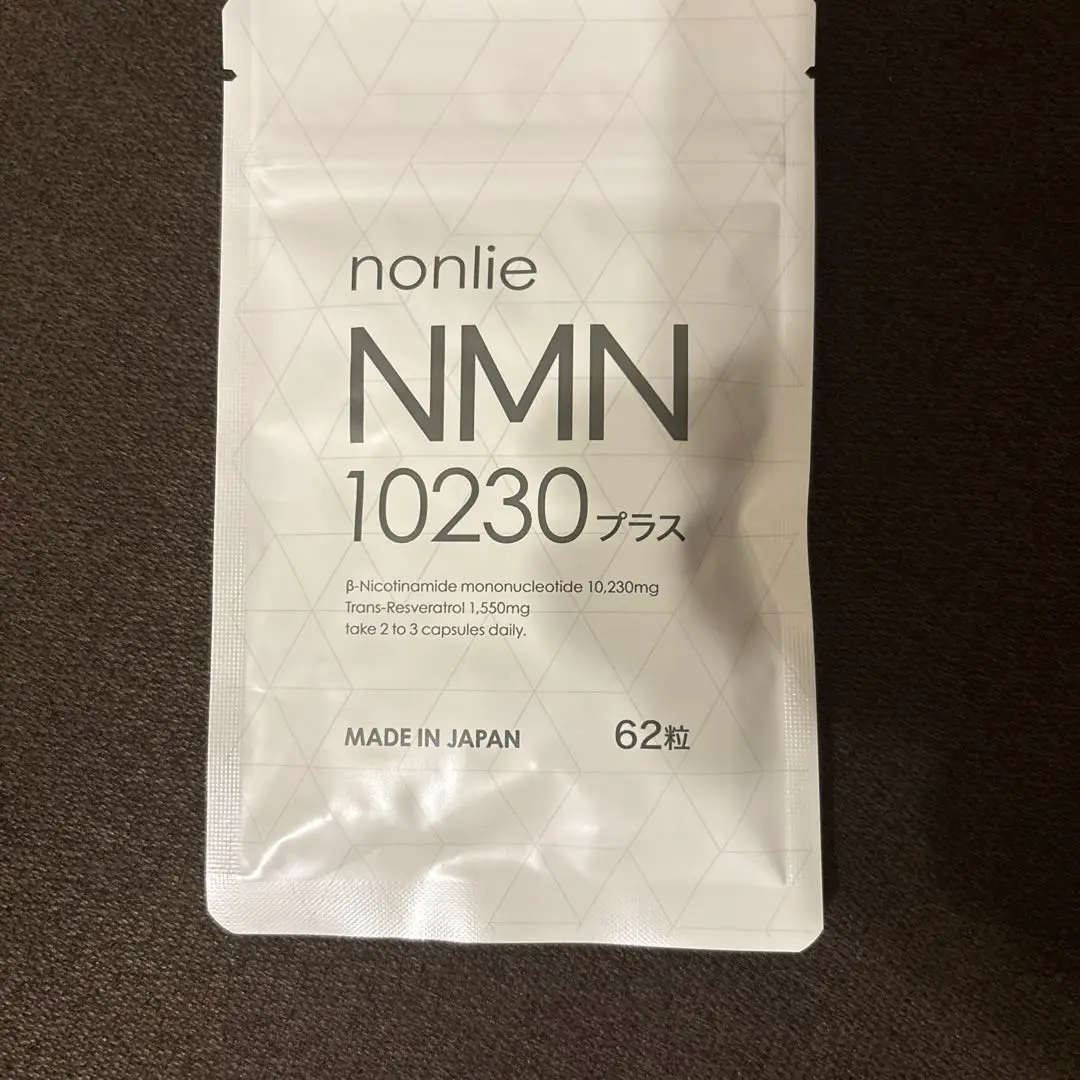 nonlie
NMN
10230プラス
β-Nicotinamide mononucleotide 10,230mg
Trans-Resveratrol 1,550mg
take 2 to 3 capsules daily.
MADE IN JAPAN 62粒